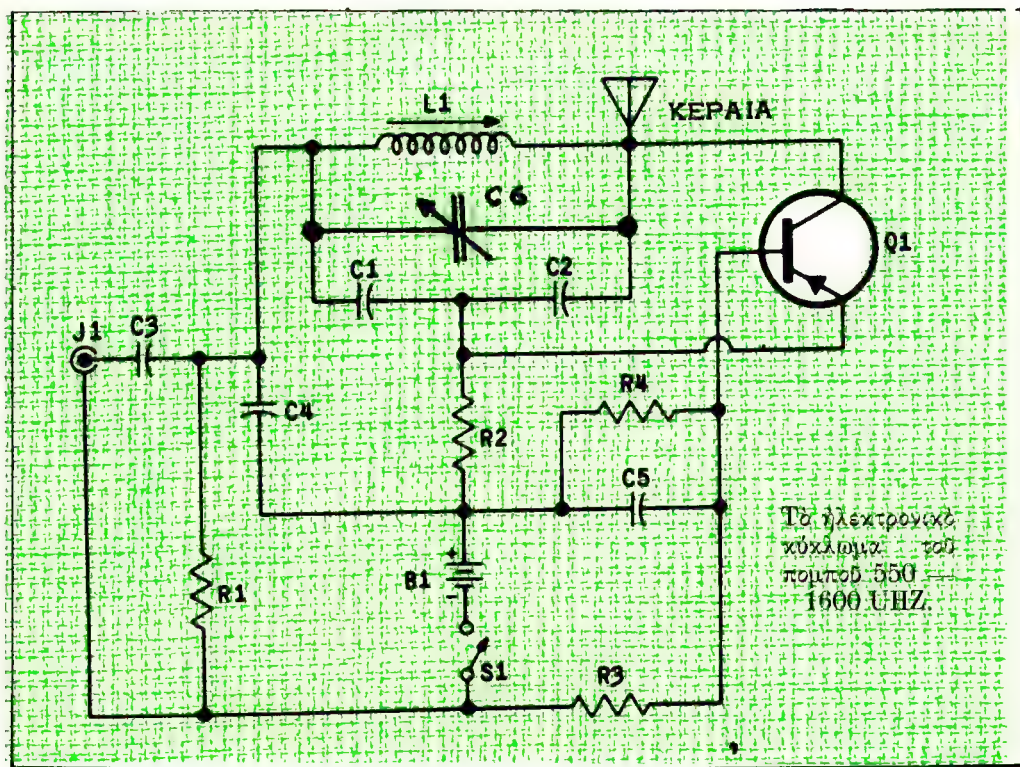 L1
ΚΕΡΑΙΑ
C6
Q1
C1
C2
J1
C3
R4
C4
R2
C5
Τὸ ἠλεκτρονικὸ
κύκλωμα τοῦ
πομποῦ 550 —
1600 UHZ.
+
B1
-
R1
S1
R3